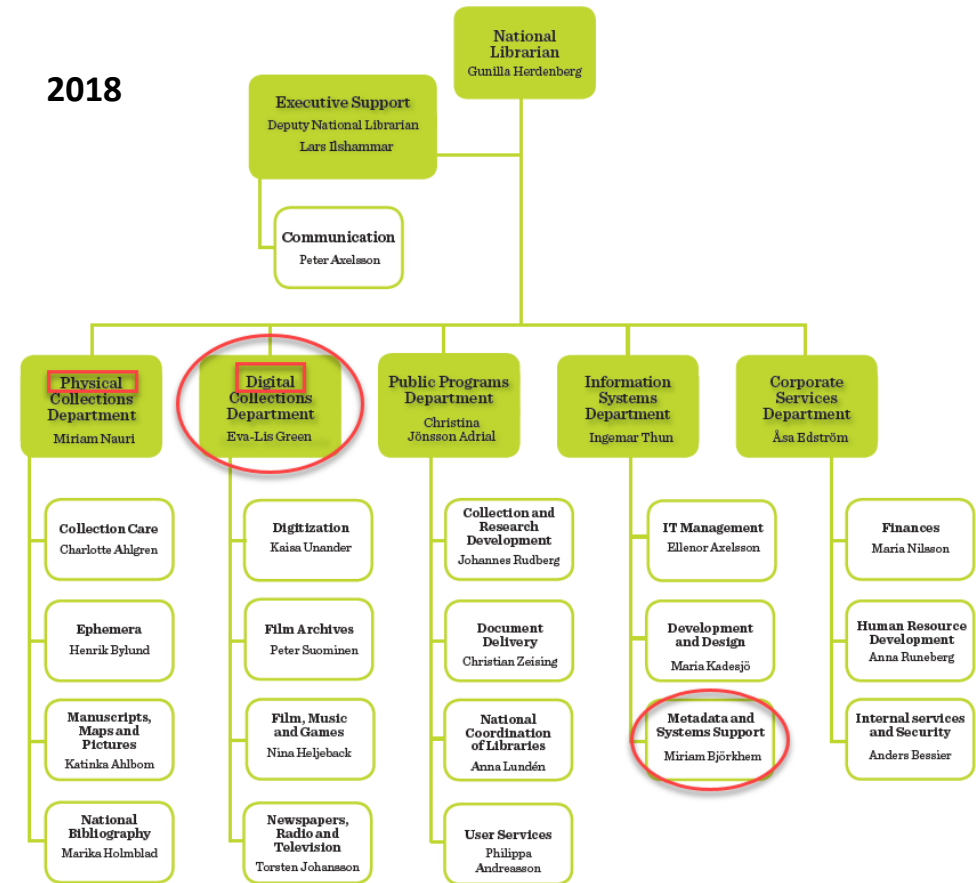 2018
National
Librarian
Gunilla Herdenberg
Executive Support
Deputy National Librarian
Lars Ilshammar
Communication
Peter Axelsson
Physical
Collections
Department
Miriam Nauri
Digital
Collections
Department
Eva-Lis Green
Public Programs
Department
Christina
Jönsson Adrial
Information
Systems
Department
Ingemar Thun
Corporate
Services
Department
Åsa Edström
Collection Care
Charlotte Ahlgren
Ephemera
Henrik Bylund
Manuscripts,
Maps and
Pictures
Katinka Ahlbom
National
Bibliography
Marika Holmblad
Digitization
Kaisa Unander
Film Archives
Peter Suominen
Film, Music
and Games
Nina Heljeback
Newspapers,
Radio and
Television
Torsten Johansson
Collection and
Research
Development
Johannes Rudberg
Document
Delivery
Christian Zeising
National
Coordination
of Libraries
Anna Lundén
User Services
Philippa
Andreasson
IT Management
Ellenor Axelsson
Development
and Design
Maria Kadesjö
Metadata and
Systems Support
Miriam Björkhem
Finances
Maria Nilsson
Human Resource
Development
Anna Runeberg
Internal services
and Security
Anders Bessier